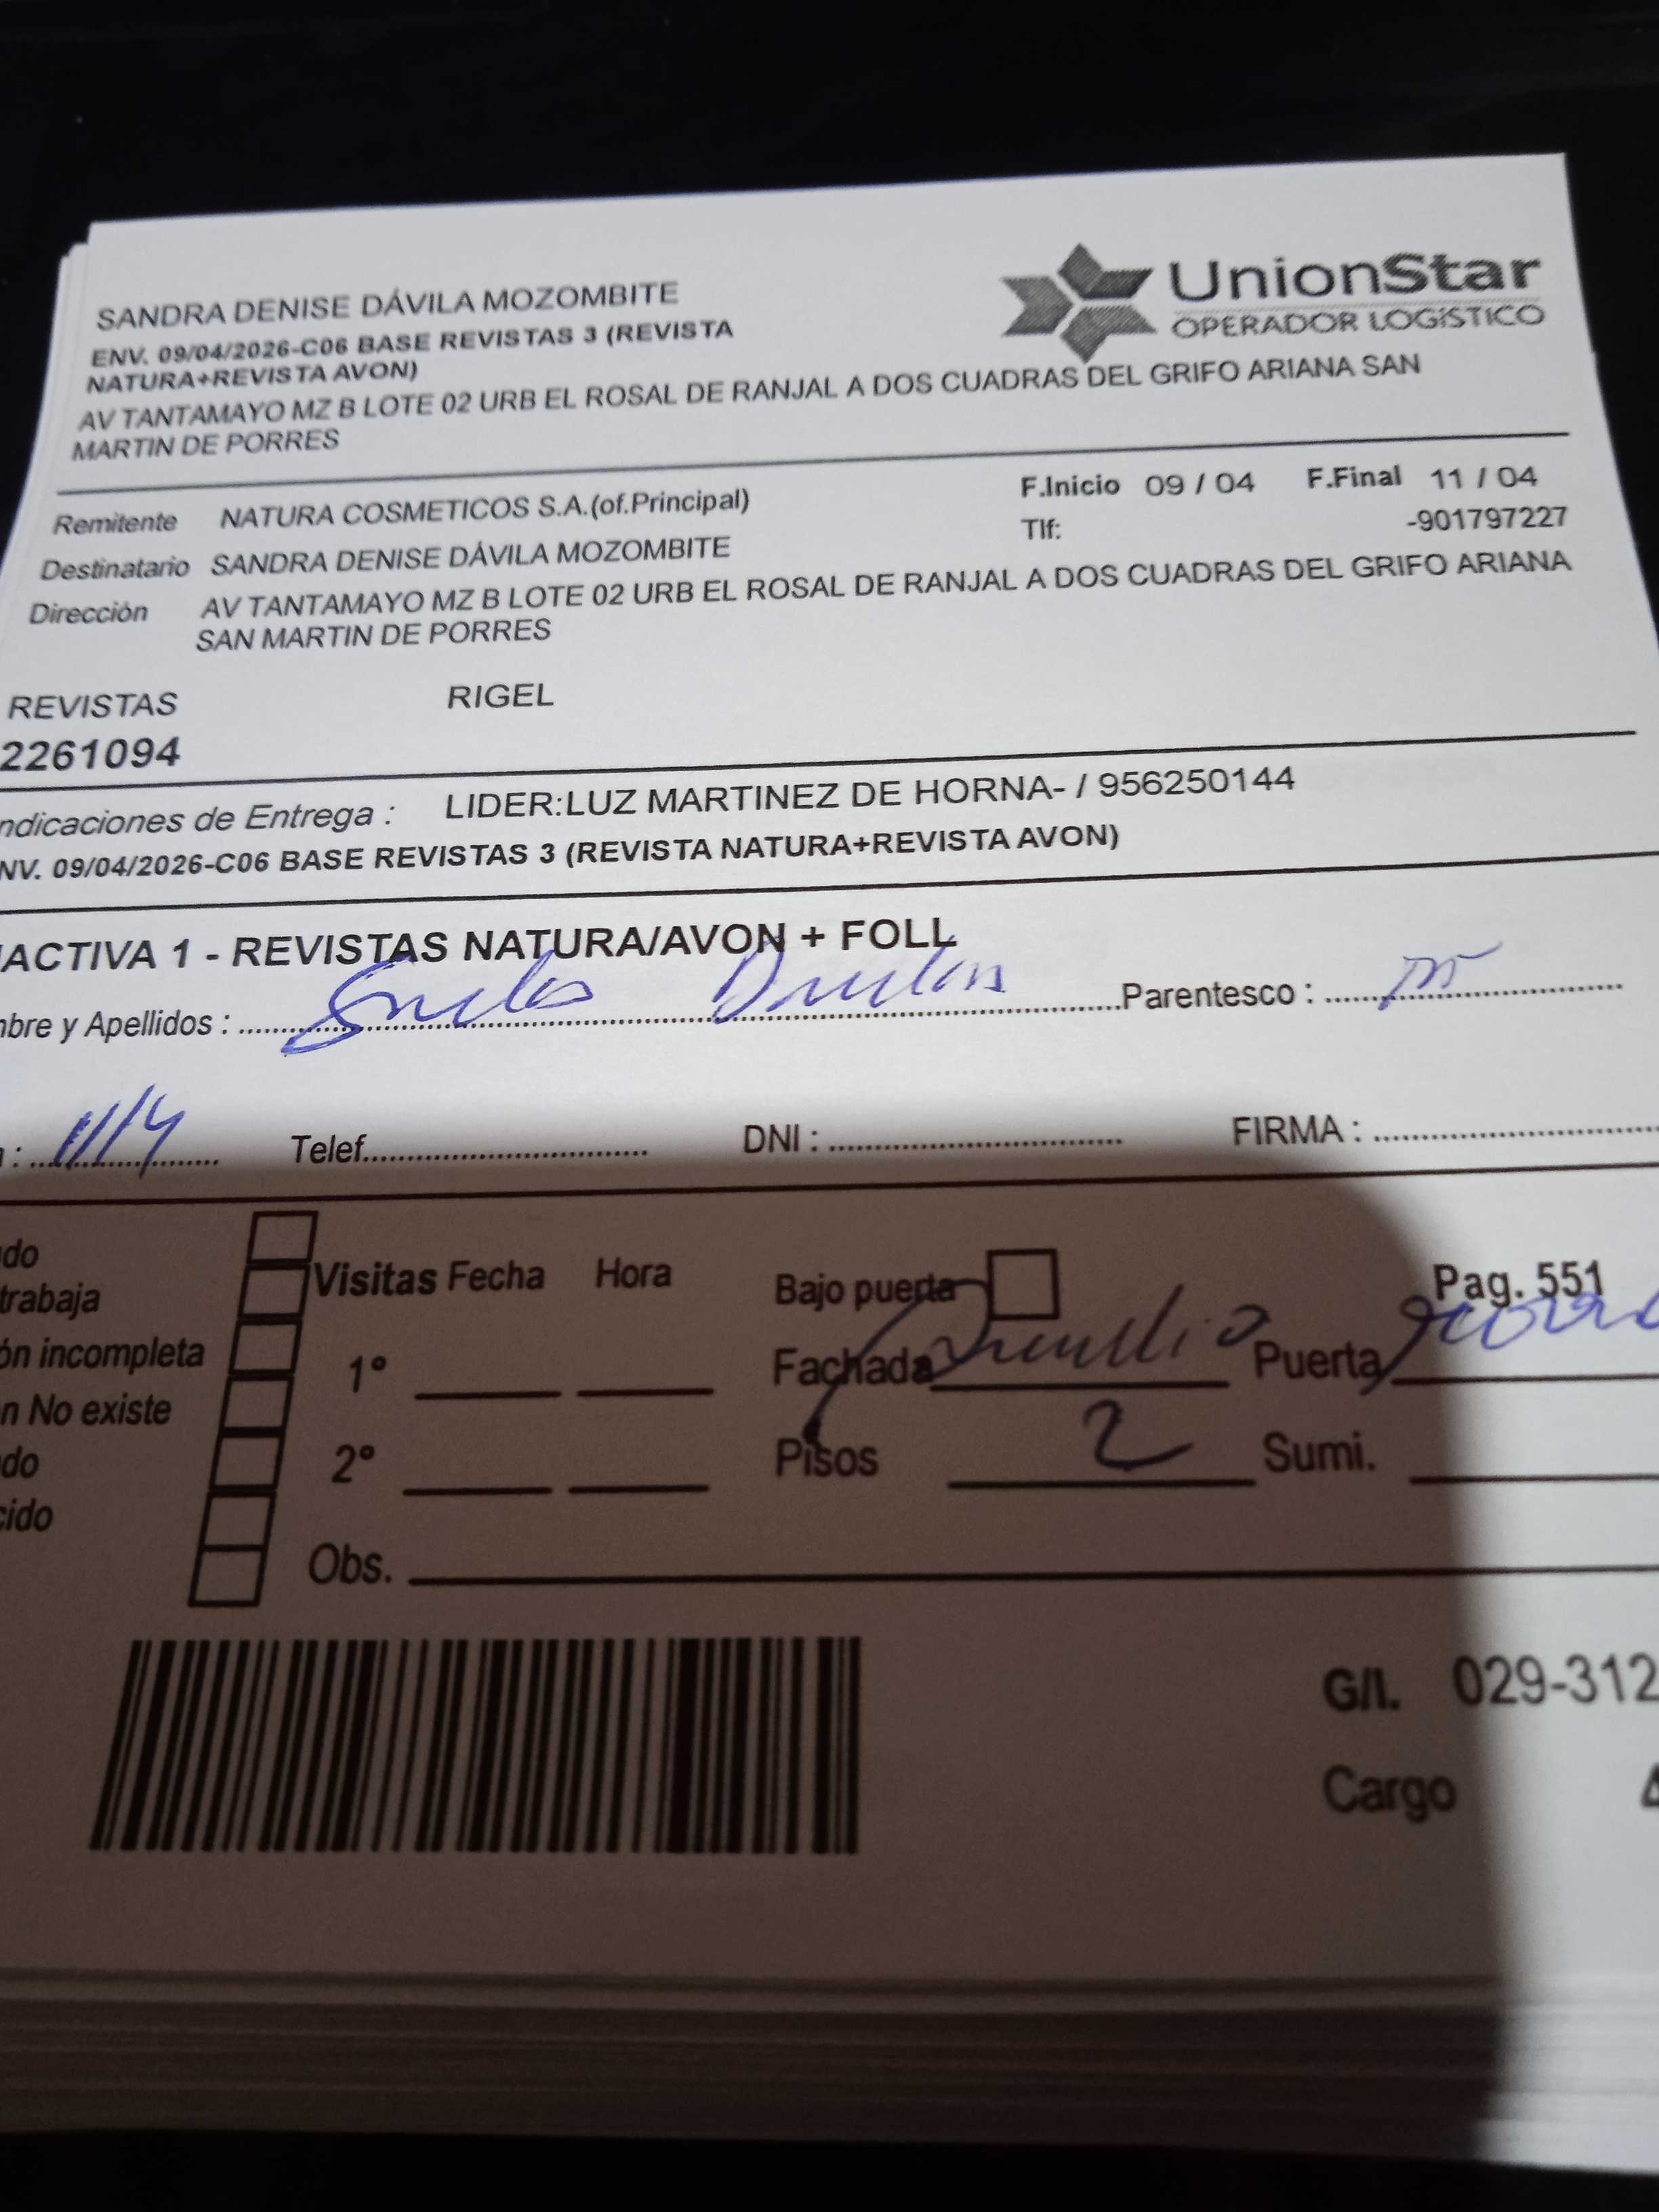 SANDRA DENISE DÁVILA MOZOMBITE
ENV. 09/04/2026-C06 BASE REVISTAS 3 (REVISTA
NATURA+REVISTA AVON)
AV TANTAMAYO MZ B LOTE 02 URB EL ROSAL DE RANJAL A DOS CUADRAS DEL GRIFO ARIANA SAN
MARTIN DE PORRES
UnionStar
OPERADOR LOGÍSTICO
Remitente NATURA COSMETICOS S.A.(of.Principal)
F.Inicio 09 / 04 F.Final 11 / 04
Destinatario SANDRA DENISE DÁVILA MOZOMBITE
Tlf: -901797227
Dirección AV TANTAMAYO MZ B LOTE 02 URB EL ROSAL DE RANJAL A DOS CUADRAS DEL GRIFO ARIANA
SAN MARTIN DE PORRES
REVISTAS RIGEL
2261094
ndicaciones de Entrega : LIDER:LUZ MARTINEZ DE HORNA- / 956250144
NV. 09/04/2026-C06 BASE REVISTAS 3 (REVISTA NATURA+REVISTA AVON)
ACTIVA 1 - REVISTAS NATURA/AVON + FOLL
mbre y Apellidos : Parentesco :
: 11/4 Telef. DNI : FIRMA :
do
trabaja
ón incompleta
n No existe
do
cido
Visitas Fecha Hora
1°
2°
Obs.
Bajo puerta Pag. 551
Fachada Puerta
Pisos 2 Sumi.
G/I. 029-312
Cargo